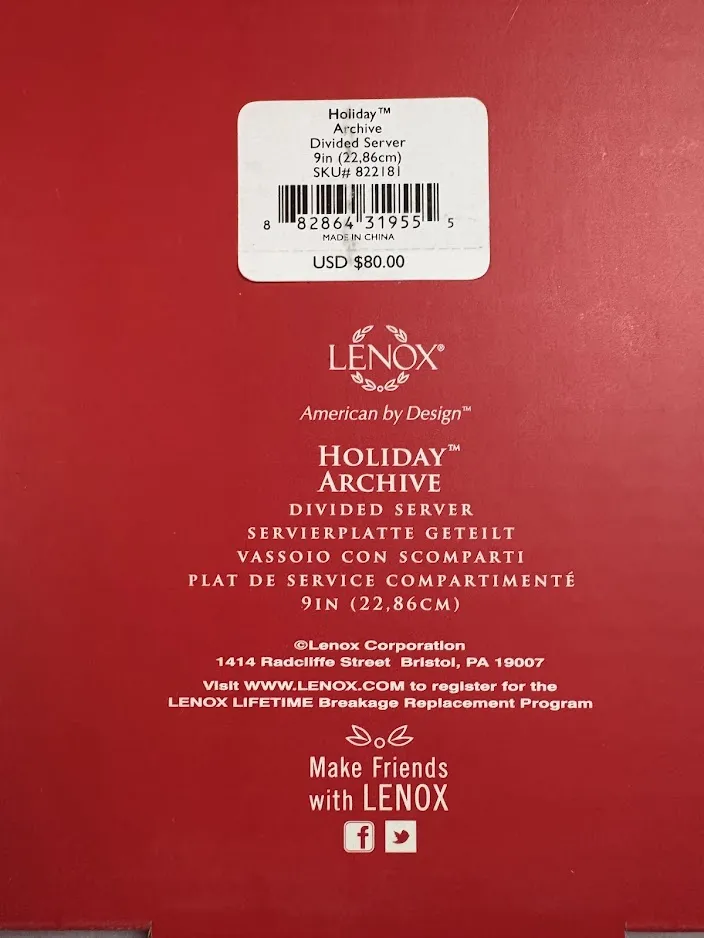 Holiday™
Archive
Divided Server
9in (22,86cm)
SKU# 822181
8 82864 31955 5
MADE IN CHINA
USD $80.00
LENOX®
American by Design™
HOLIDAY™
ARCHIVE
DIVIDED SERVER
SERVIERPLATTE GETEILT
VASSOIO CON SCOMPARTI
PLAT DE SERVICE COMPARTIMENTÉ
9IN (22,86CM)
©Lenox Corporation
1414 Radcliffe Street Bristol, PA 19007
Visit WWW.LENOX.COM to register for the
LENOX LIFETIME Breakage Replacement Program
Make Friends
with LENOX
f